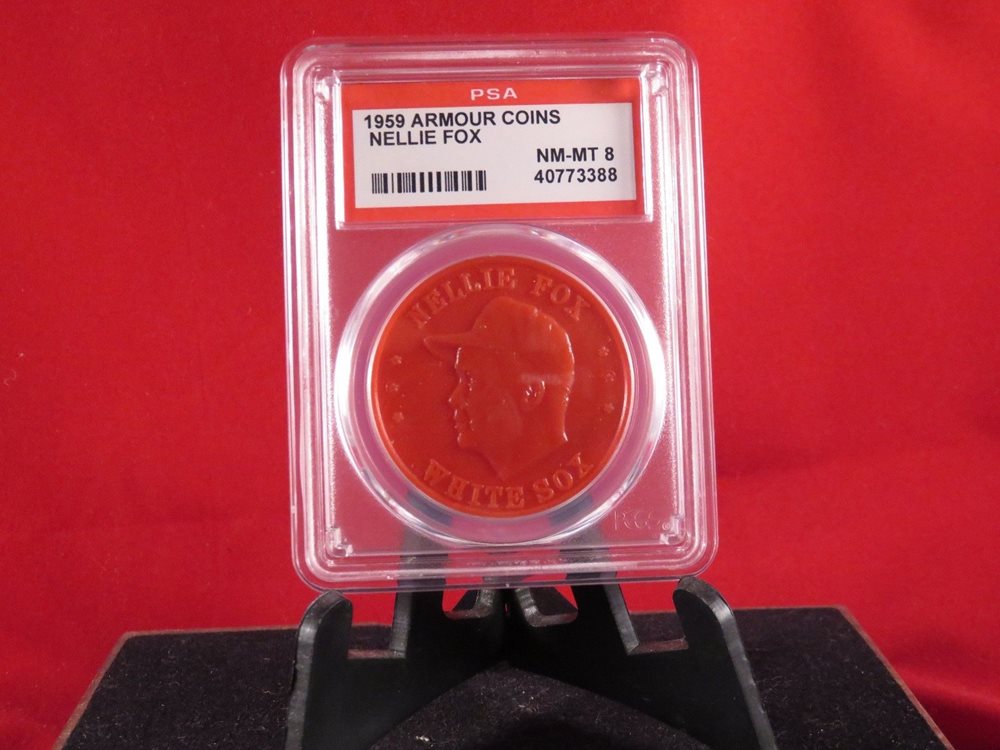 PSA
1959 ARMOUR COINS
NELLIE FOX
NM-MT 8
40773388
NELLIE FOX
WHITE SOX